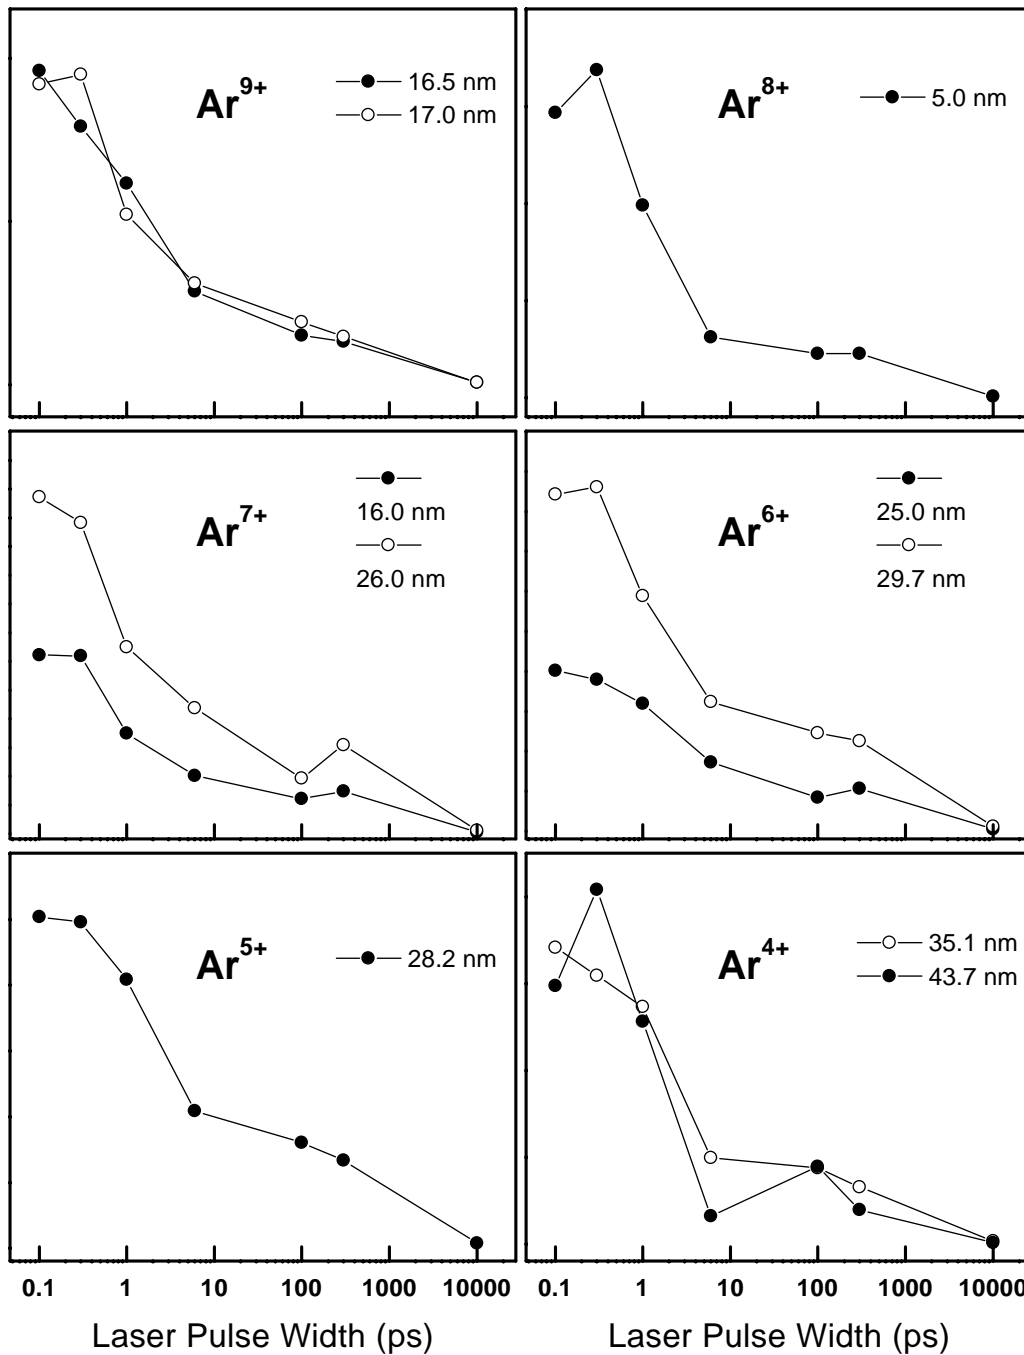 Ar9+
16.5 nm
17.0 nm
Ar8+
5.0 nm
Ar7+
16.0 nm
26.0 nm
Ar6+
25.0 nm
29.7 nm
Ar5+
28.2 nm
Ar4+
35.1 nm
43.7 nm
0.1 1 10 100 1000 10000
0.1 1 10 100 1000 10000
Laser Pulse Width (ps)
Laser Pulse Width (ps)